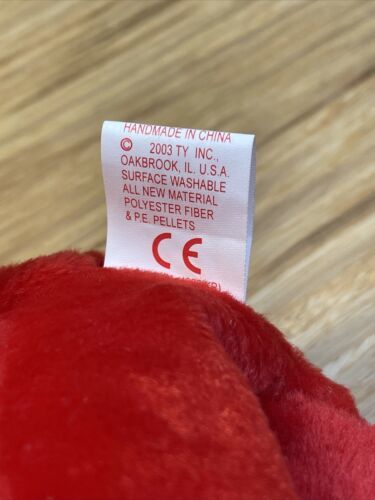 HANDMADE IN CHINA
© 2003 TY INC.,
OAKBROOK, IL. U.S.A.
SURFACE WASHABLE
ALL NEW MATERIAL
POLYESTER FIBER
& P.E. PELLETS
CE